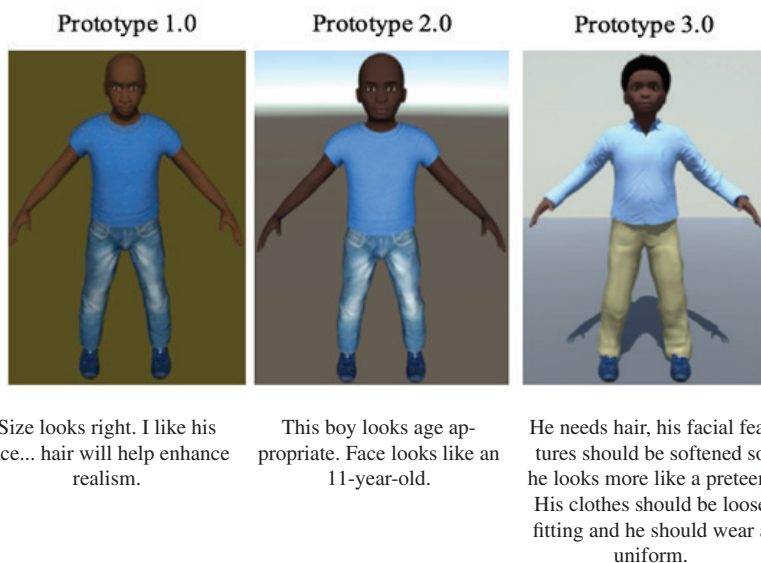 Prototype 1.0
Prototype 2.0
Prototype 3.0
Size looks right. I like his
hair will help enhance
realism.
This boy looks age ap-
propriate. Face looks like an
11-year-old.
He needs hair, his facial fea
tures should be softened so
he looks more like a preteen
His clothes should be loose
fitting and he should wear a
uniform.